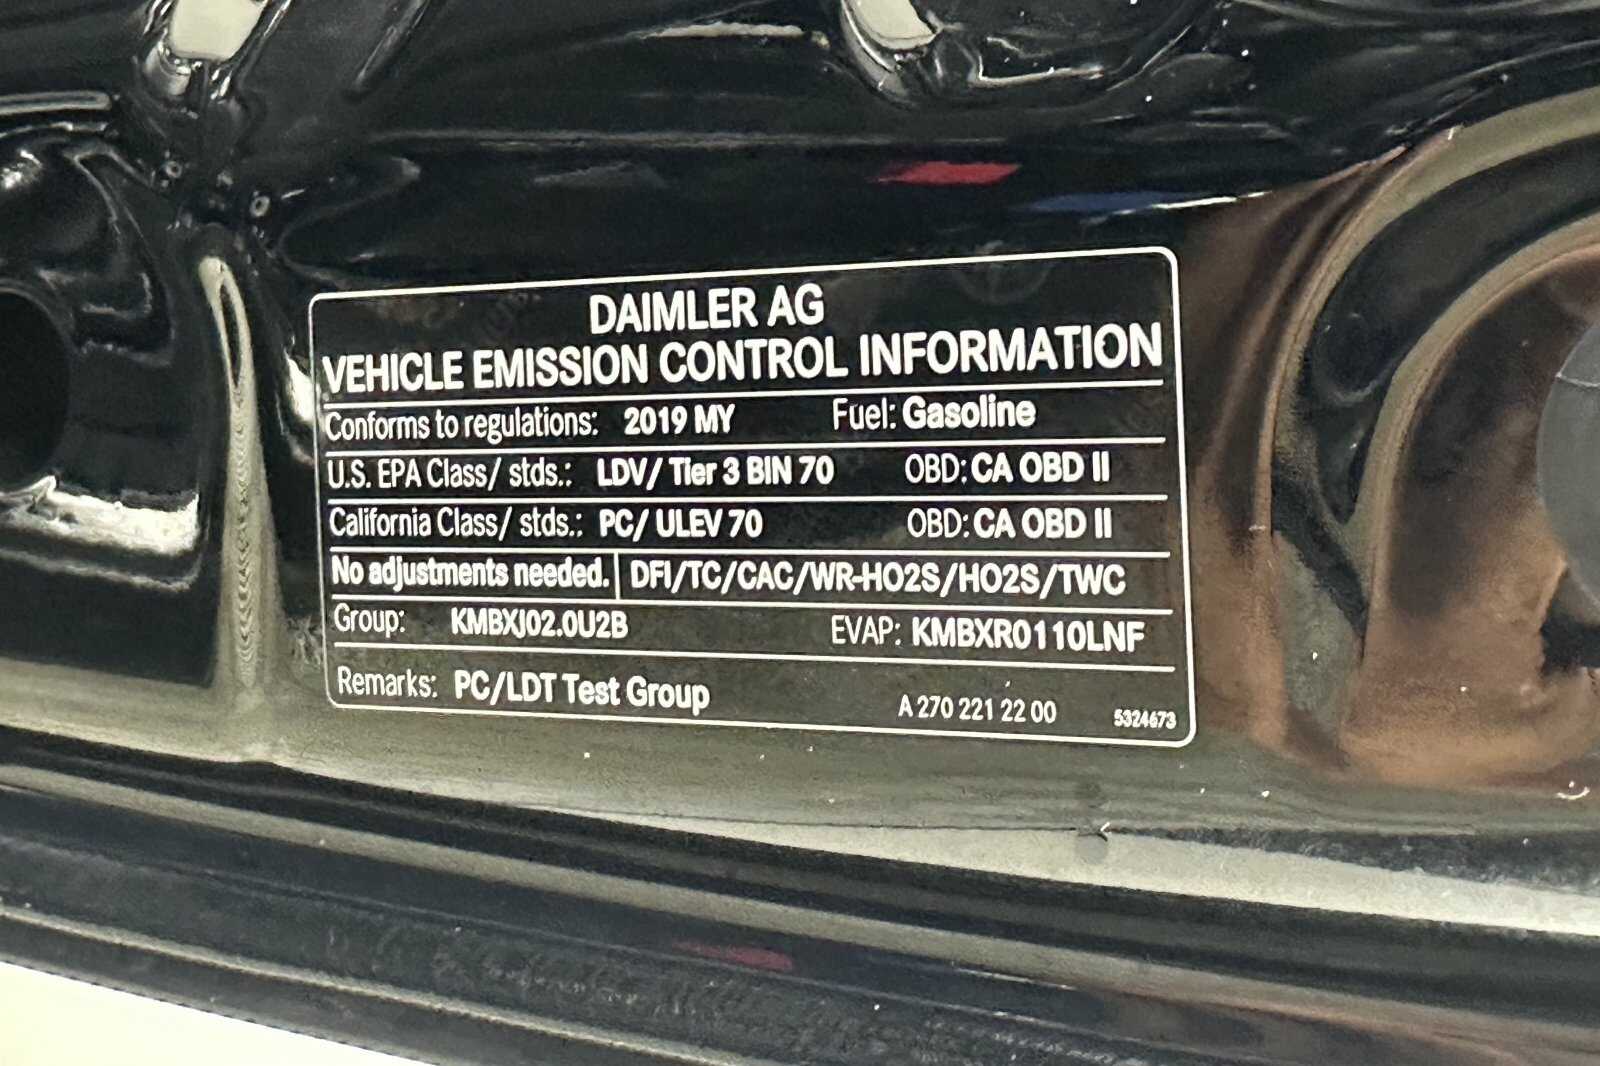 DAIMLER AG
VEHICLE EMISSION CONTROL INFORMATION
Conforms to regulations: 2019 MY Fuel: Gasoline
U.S. EPA Class/ stds.: LDV/ Tier 3 BIN 70 OBD: CA OBD II
California Class/ stds.: PC/ ULEV 70 OBD: CA OBD II
No adjustments needed. DFI/TC/CAC/WR-HO2S/HO2S/TWC
Group: KMBXJ02.0U2B EVAP: KMBXR0110LNF
Remarks: PC/LDT Test Group A 270 221 22 00 5324673